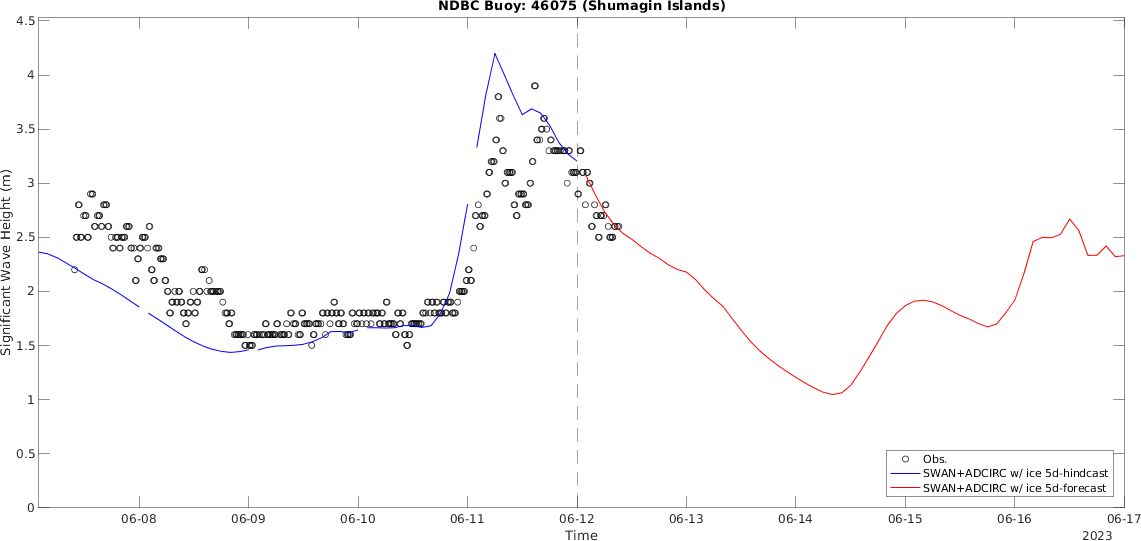 NDBC Buoy: 46075 (Shumagin Islands)
4.5
4
3.5
3
2.5
2
1.5
1
0.5
0
Significant Wave Height (m)
Obs.
SWAN+ADCIRC w/ ice 5d-hindcast
SWAN+ADCIRC w/ ice 5d-forecast
06-08 06-09 06-10 06-11 06-12 06-13 06-14 06-15 06-16 06-17
Time
2023